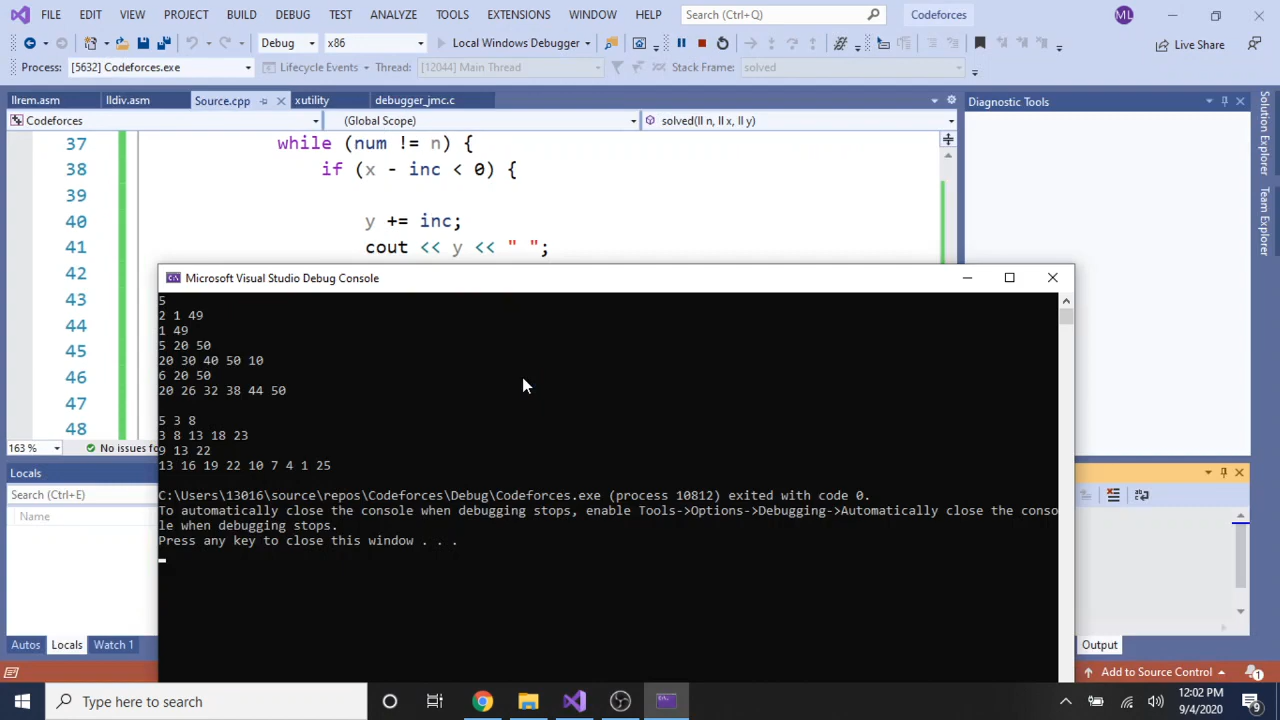 FILE EDIT VIEW PROJECT BUILD DEBUG TEST ANALYZE TOOLS EXTENSIONS WINDOW HELP Search (Ctrl+Q) Codeforces ML
Debug x86 Local Windows Debugger Live Share
Process: [5632] Codeforces.exe Lifecycle Events Thread: [12044] Main Thread Stack Frame: solved
llrem.asm lldiv.asm Source.cpp xutility debugger_jmc.c Diagnostic Tools
Codeforces (Global Scope) solved(ll n, ll x, ll y)
Solution Explorer
Team Explorer
37 while (num != n) {
38 if (x - inc < 0) {
39
40 y += inc;
41 cout << y << " ";
42
43
44
45
46
47
48
163 % No issues fo
Microsoft Visual Studio Debug Console
5
2 1 49
1 49
5 20 50
20 30 40 50 10
6 20 50
20 26 32 38 44 50
5 3 8
3 8 13 18 23
9 13 22
13 16 19 22 10 7 4 1 25
C:\Users\13016\source\repos\Codeforces\Debug\Codeforces.exe (process 10812) exited with code 0.
To automatically close the console when debugging stops, enable Tools->Options->Debugging->Automatically close the conso
le when debugging stops.
Press any key to close this window . . .
Locals
Search (Ctrl+E)
Name
Autos Locals Watch 1
Output
Add to Source Control 1
Type here to search
12:02 PM
9/4/2020
9